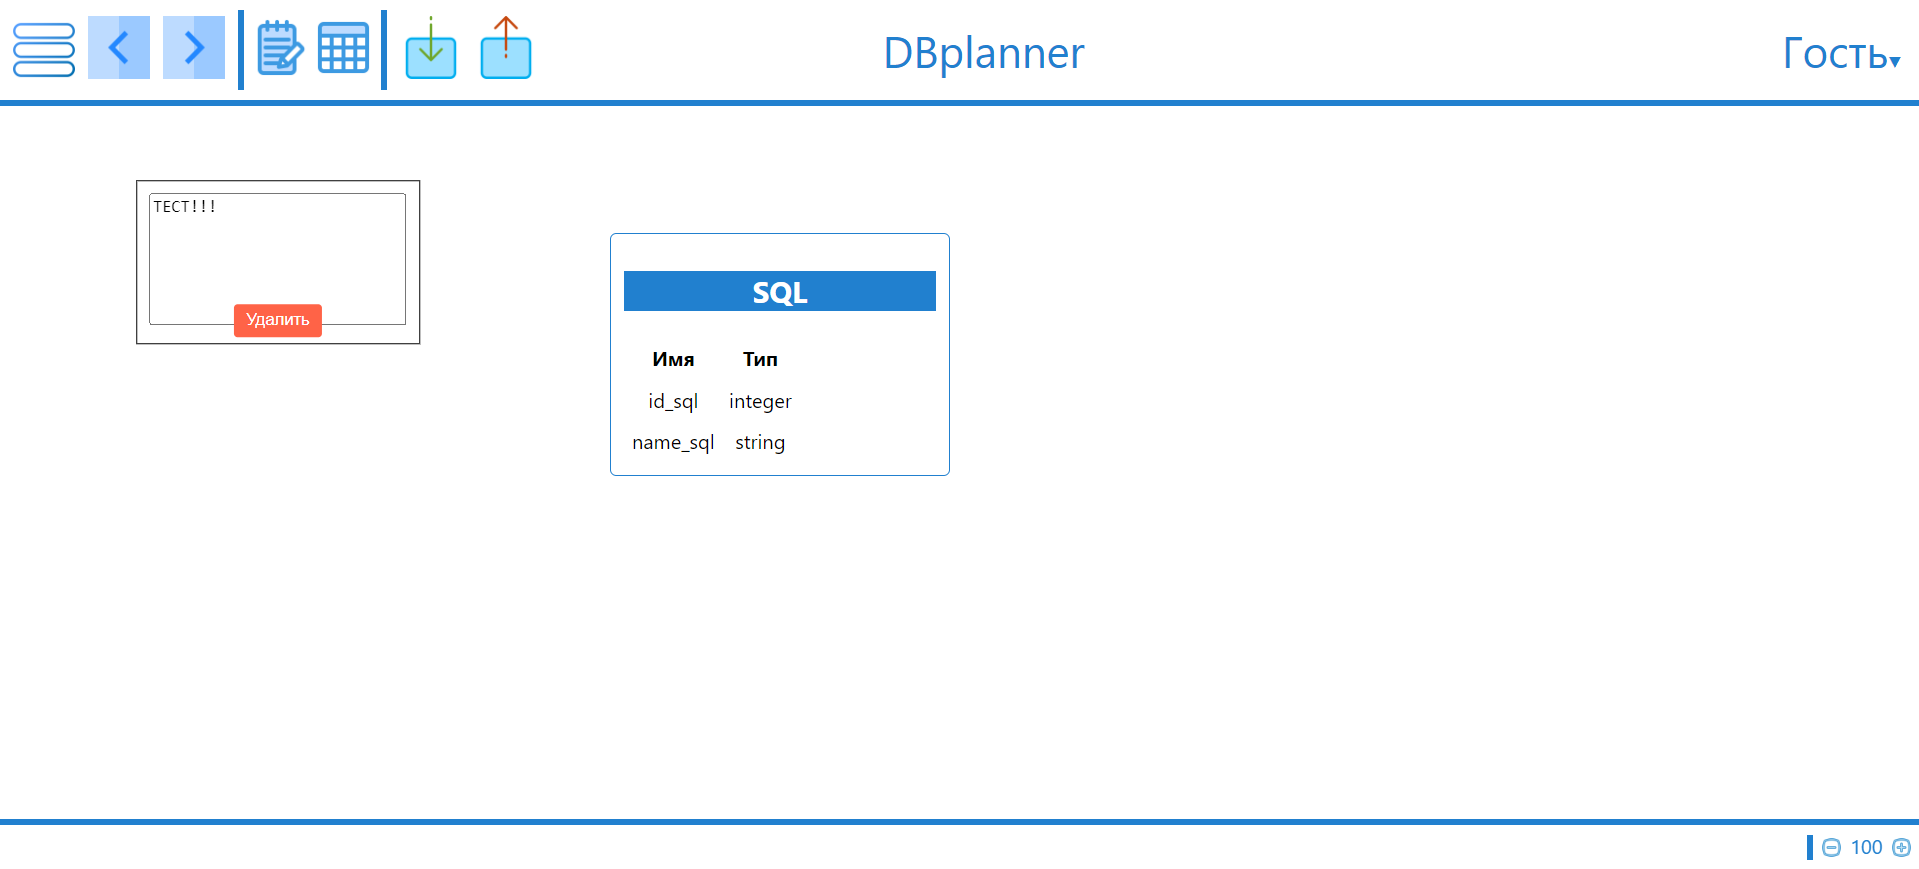 DBplanner
Гость▾
ТЕСТ!!!
Удалить
SQL
Имя Тип
id_sql integer
name_sql string
100